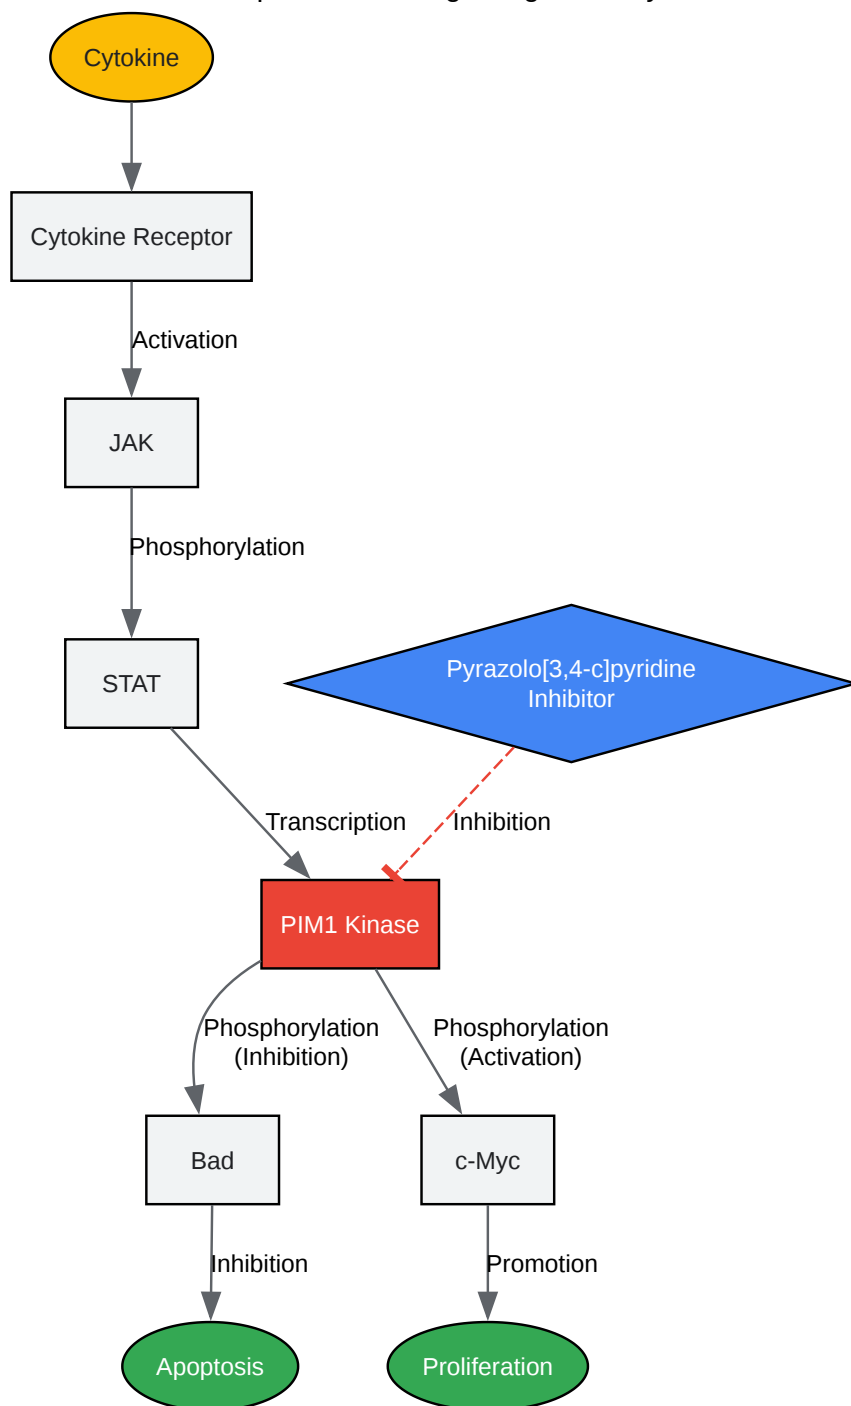 Cytokine
Cytokine Receptor
Activation
JAK
Phosphorylation
STAT
Pyrazolo[3,4-c]pyridine
Inhibitor
Transcription
Inhibition
PIM1 Kinase
Phosphorylation
(Inhibition)
Phosphorylation
(Activation)
Bad
c-Myc
Inhibition
Promotion
Apoptosis
Proliferation